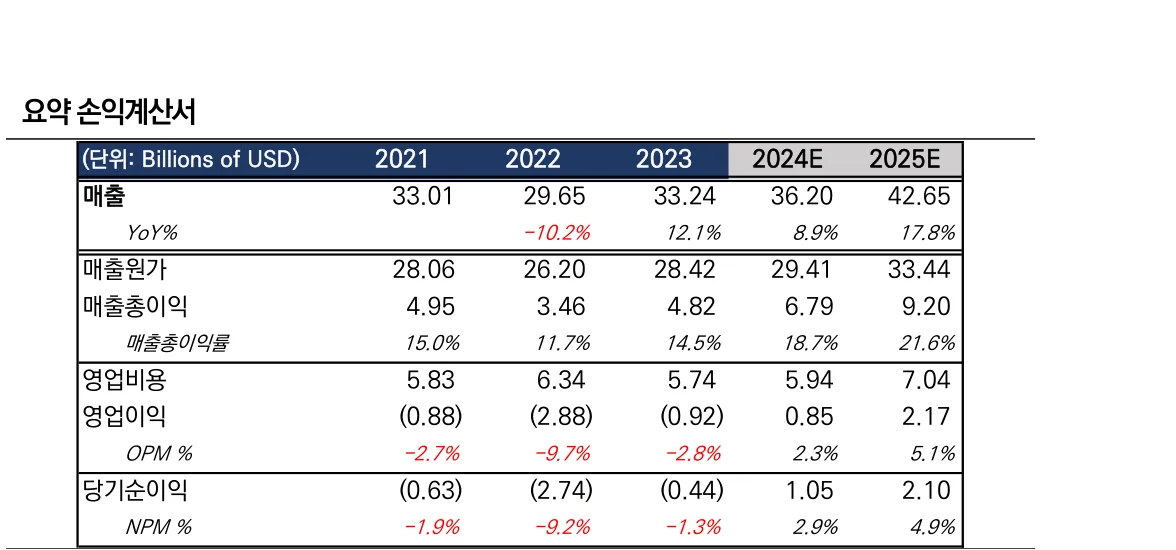 요약 손익계산서
(단위: Billions of USD) 2021 2022 2023 2024E 2025E
매출 33.01 29.65 33.24 36.20 42.65
YoY% -10.2% 12.1% 8.9% 17.8%
매출원가 28.06 26.20 28.42 29.41 33.44
매출총이익 4.95 3.46 4.82 6.79 9.20
매출총이익률 15.0% 11.7% 14.5% 18.7% 21.6%
영업비용 5.83 6.34 5.74 5.94 7.04
영업이익 (0.88) (2.88) (0.92) 0.85 2.17
OPM % -2.7% -9.7% -2.8% 2.3% 5.1%
당기순이익 (0.63) (2.74) (0.44) 1.05 2.10
NPM % -1.9% -9.2% -1.3% 2.9% 4.9%